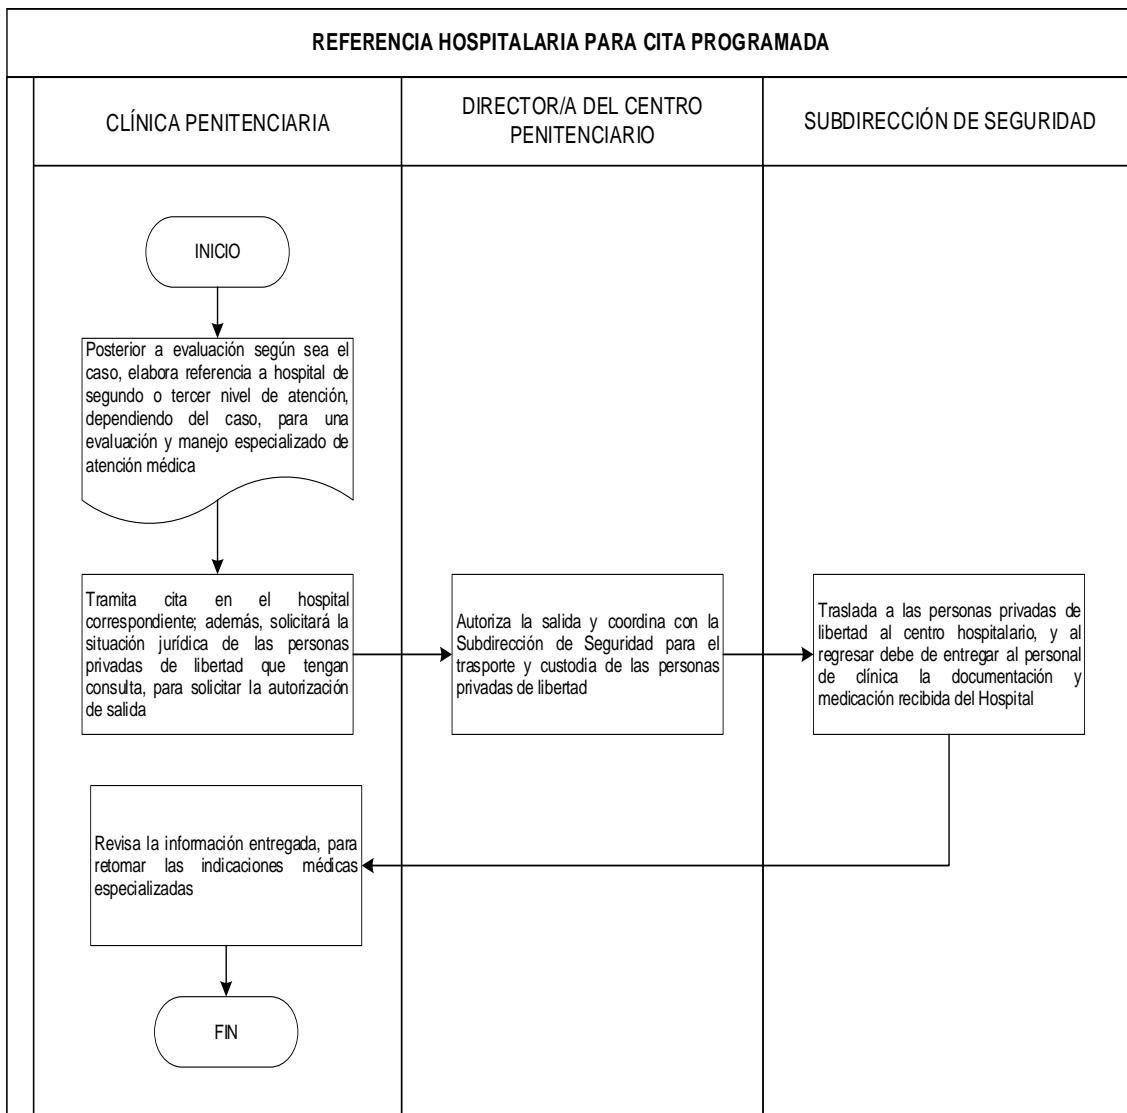 REFERENCIA HOSPITALARIA PARA CITA PROGRAMADA
CLÍNICA PENITENCIARIA
DIRECTOR/A DEL CENTRO
PENITENCIARIO
SUBDIRECCIÓN DE SEGURIDAD
INICIO
Posterior a evaluación según sea el
caso, elabora referencia a hospital de
segundo o tercer nivel de atención,
dependiendo del caso, para una
evaluación y manejo especializado de
atención médica
Tramita cita en el hospital
correspondiente; además, solicitará la
situación jurídica de las personas
privadas de libertad que tengan
consulta, para solicitar la autorización
de salida
Autoriza la salida y coordina con la
Subdirección de Seguridad para el
trasporte y custodia de las personas
privadas de libertad
Traslada a las personas privadas de
libertad al centro hospitalario, y al
regresar debe de entregar al personal
de clínica la documentación y
medicación recibida del Hospital
Revisa la información entregada, para
retomar las indicaciones médicas
especializadas
FIN